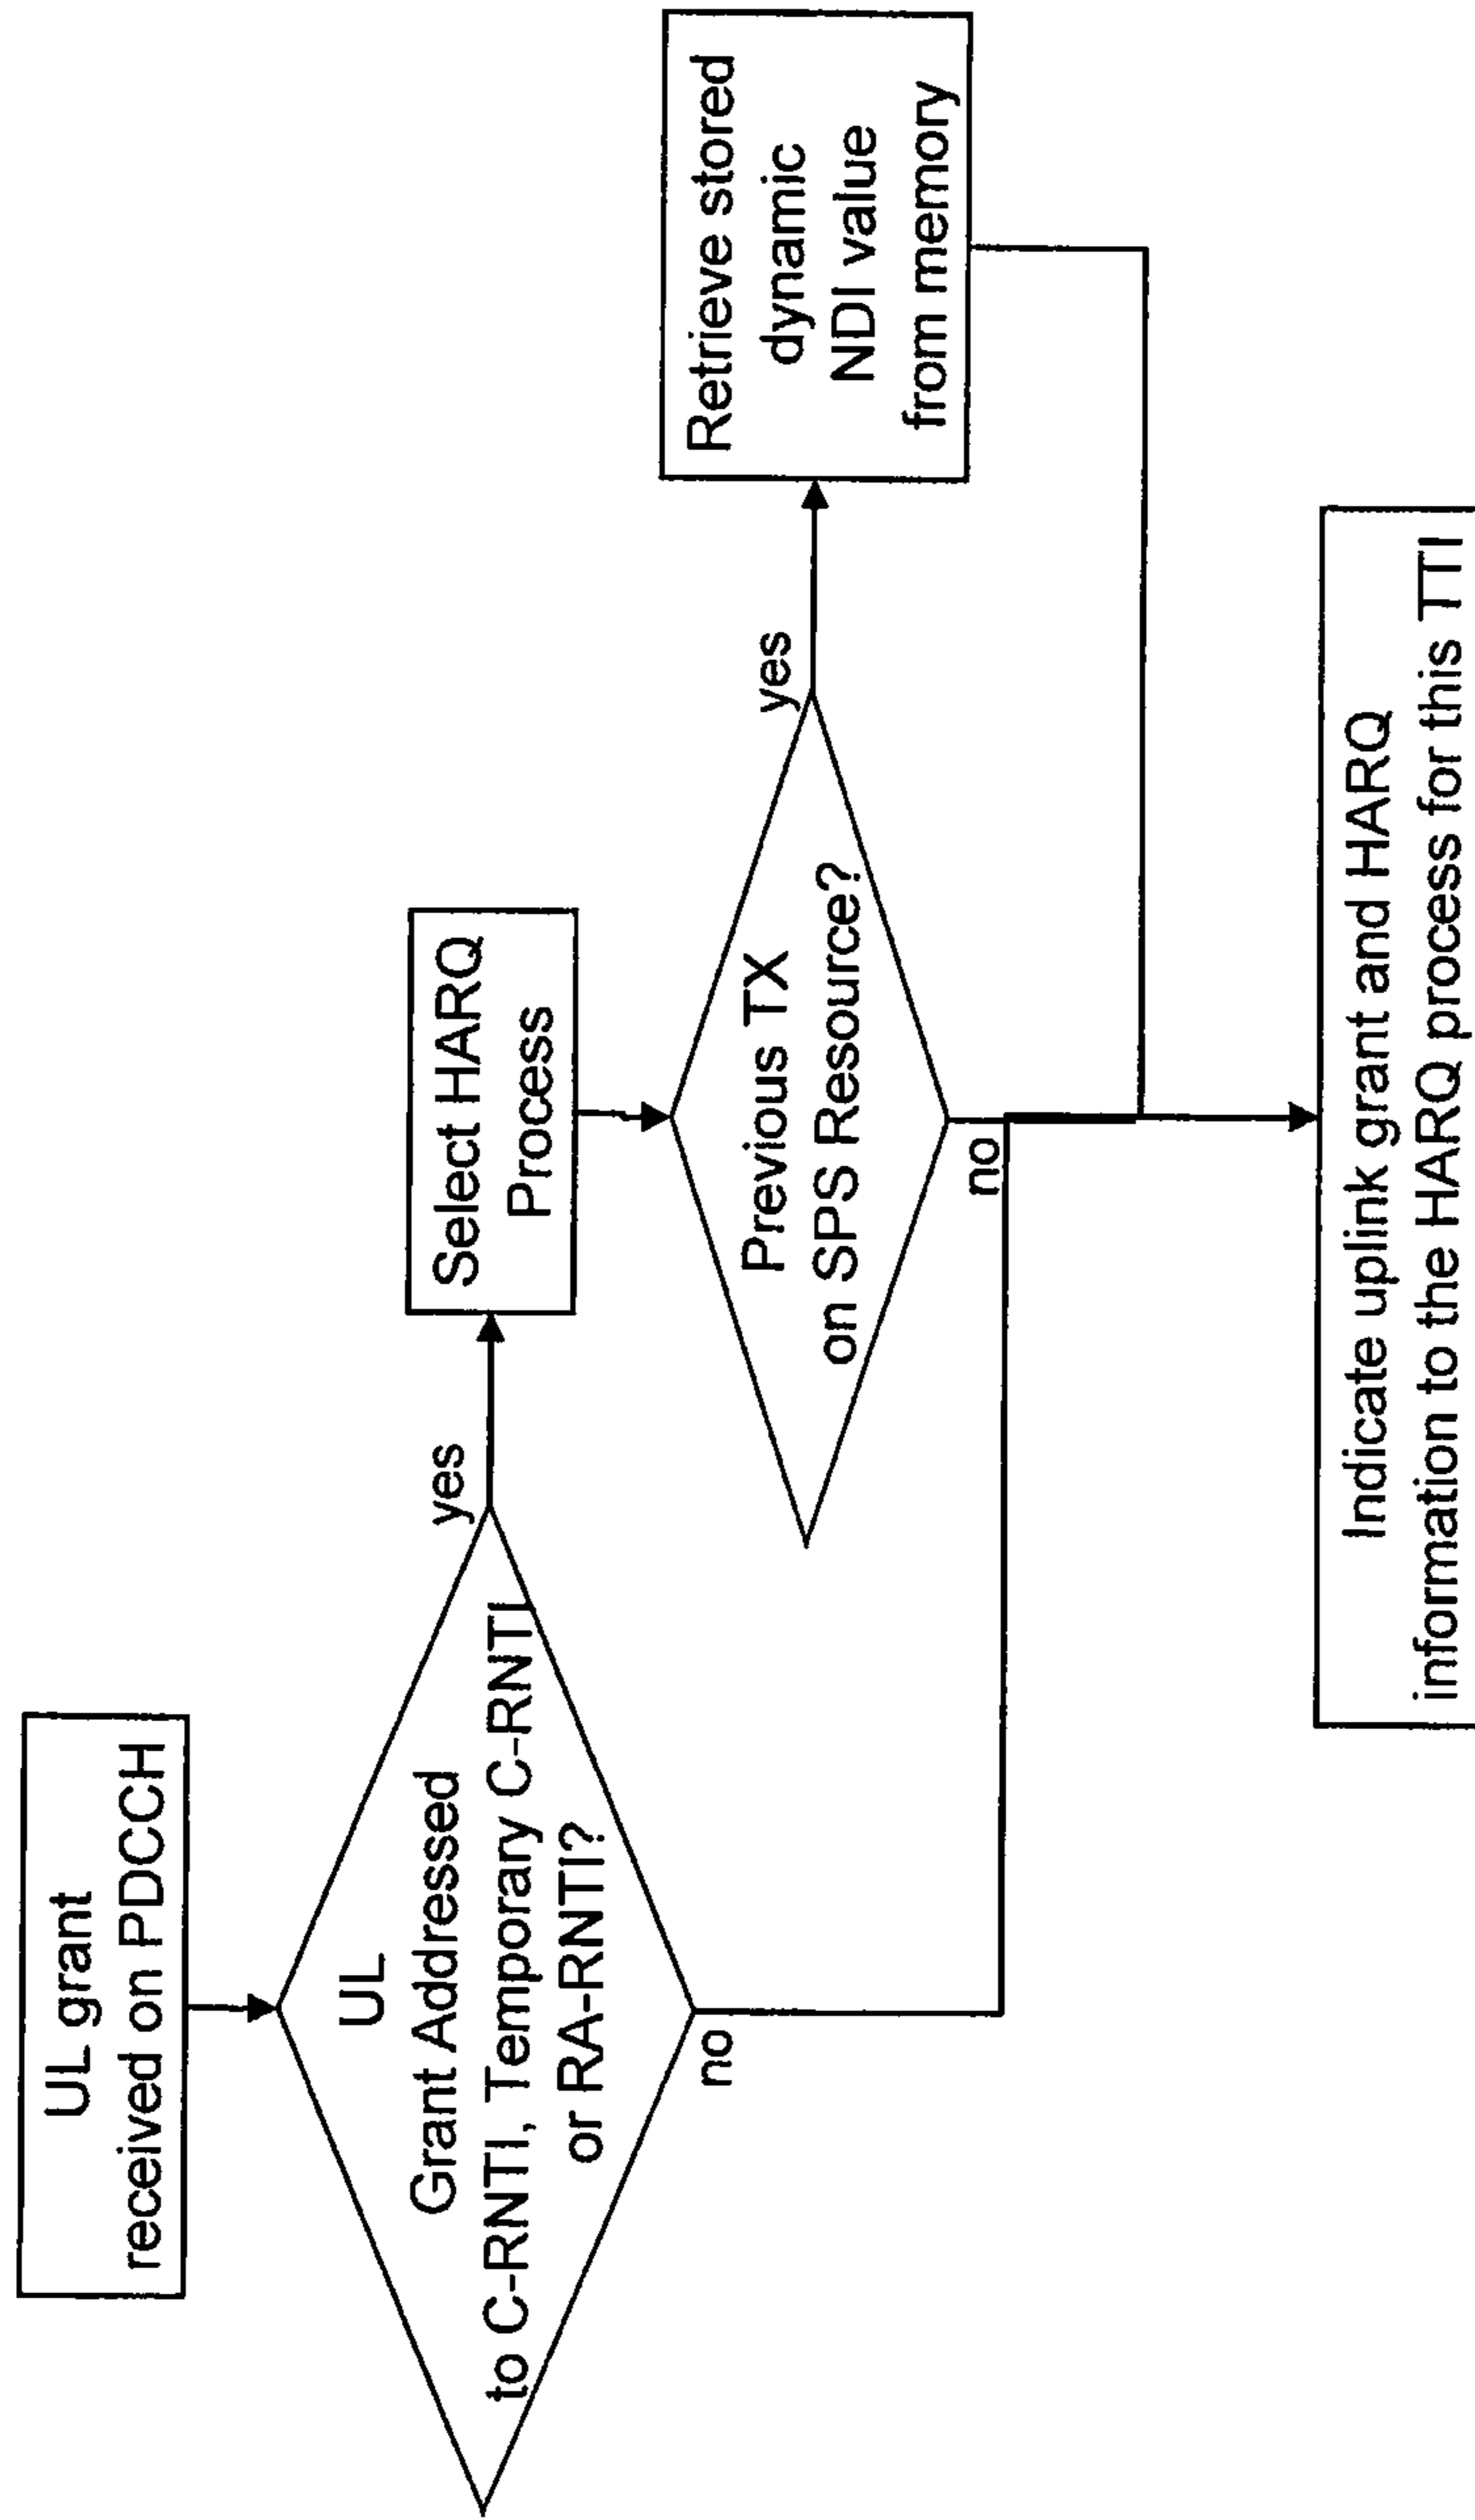 UL grant
received on PDCCH
UL
Grant Addressed
to C-RNTI, Temporary C-RNTI
or RA-RNTI?
yes
no
Select HARQ
Process
Previous TX
on SPS Resource?
yes
no
Retrieve stored
dynamic
NDI value
from memory
Indicate uplink grant and HARQ
information to the HARQ process for this TTI